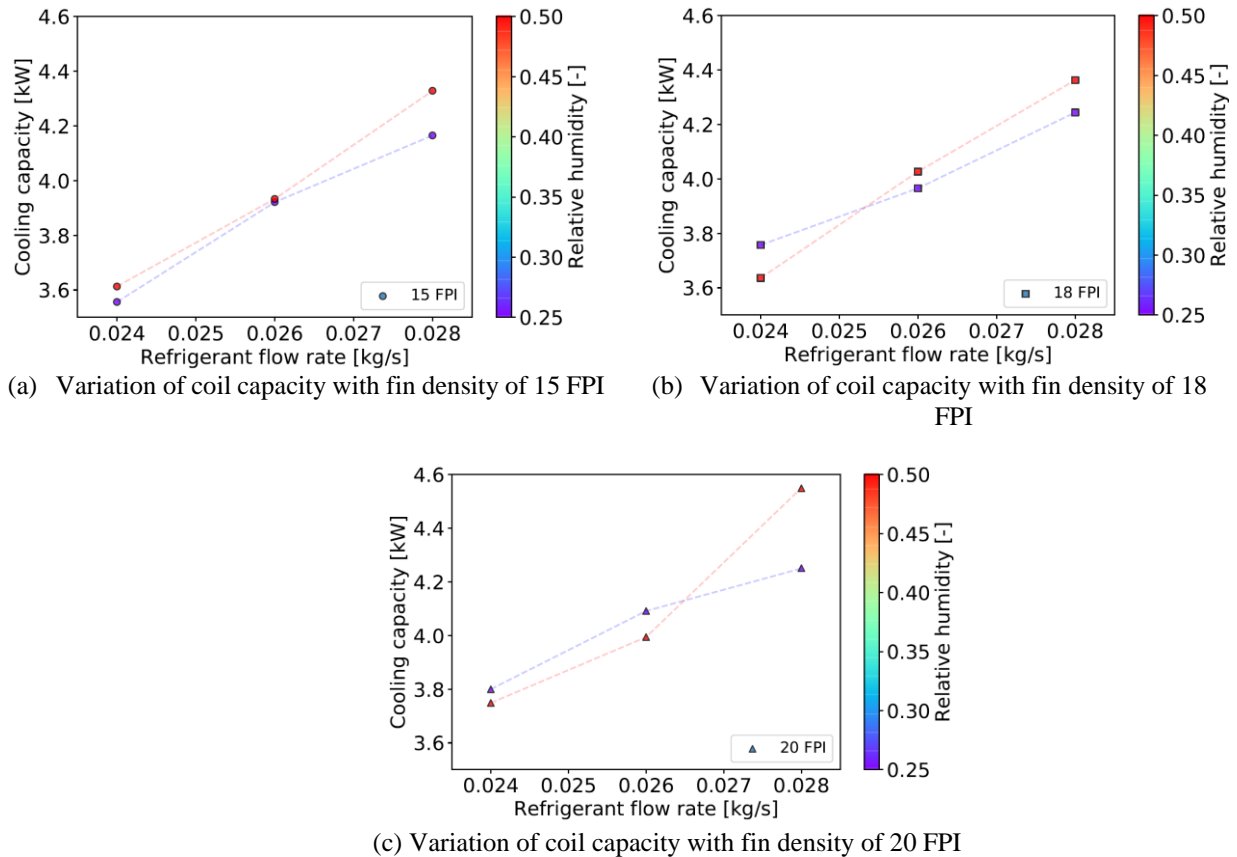 4.6
4.4
4.2
4.0
3.8
3.6
Cooling capacity [kW]
0.024 0.025 0.026 0.027 0.028
Refrigerant flow rate [kg/s]
15 FPI
0.50
0.45
0.40
0.35
0.30
0.25
Relative humidity [-]
(a) Variation of coil capacity with fin density of 15 FPI
4.6
4.4
4.2
4.0
3.8
3.6
Cooling capacity [kW]
0.024 0.025 0.026 0.027 0.028
Refrigerant flow rate [kg/s]
18 FPI
0.50
0.45
0.40
0.35
0.30
0.25
Relative humidity [-]
(b) Variation of coil capacity with fin density of 18
FPI
4.6
4.4
4.2
4.0
3.8
3.6
Cooling capacity [kW]
0.024 0.025 0.026 0.027 0.028
Refrigerant flow rate [kg/s]
20 FPI
0.50
0.45
0.40
0.35
0.30
0.25
Relative humidity [-]
(c) Variation of coil capacity with fin density of 20 FPI